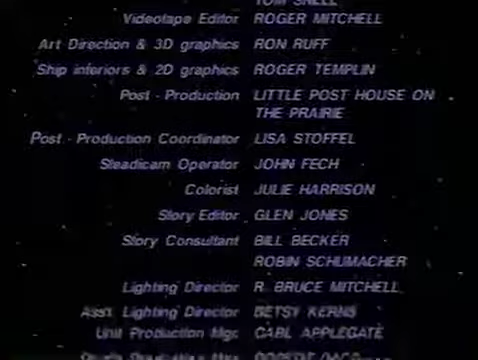 TOM SNELL
Videotape Editor ROGER MITCHELL
Art Direction & 3D graphics RON RUFF
Ship interiors & 2D graphics ROGER TEMPLIN
Post - Production LITTLE POST HOUSE ON
THE PRAIRIE
Post - Production Coordinator LISA STOFFEL
Steadicam Operator JOHN FECH
Colorist JULIE HARRISON
Story Editor GLEN JONES
Story Consultant BILL BECKER
ROBIN SCHUMACHER
Lighting Director R. BRUCE MITCHELL
Asst. Lighting Director BETSY KERNS
Unit Production Mgr. CARL APPLEGATE